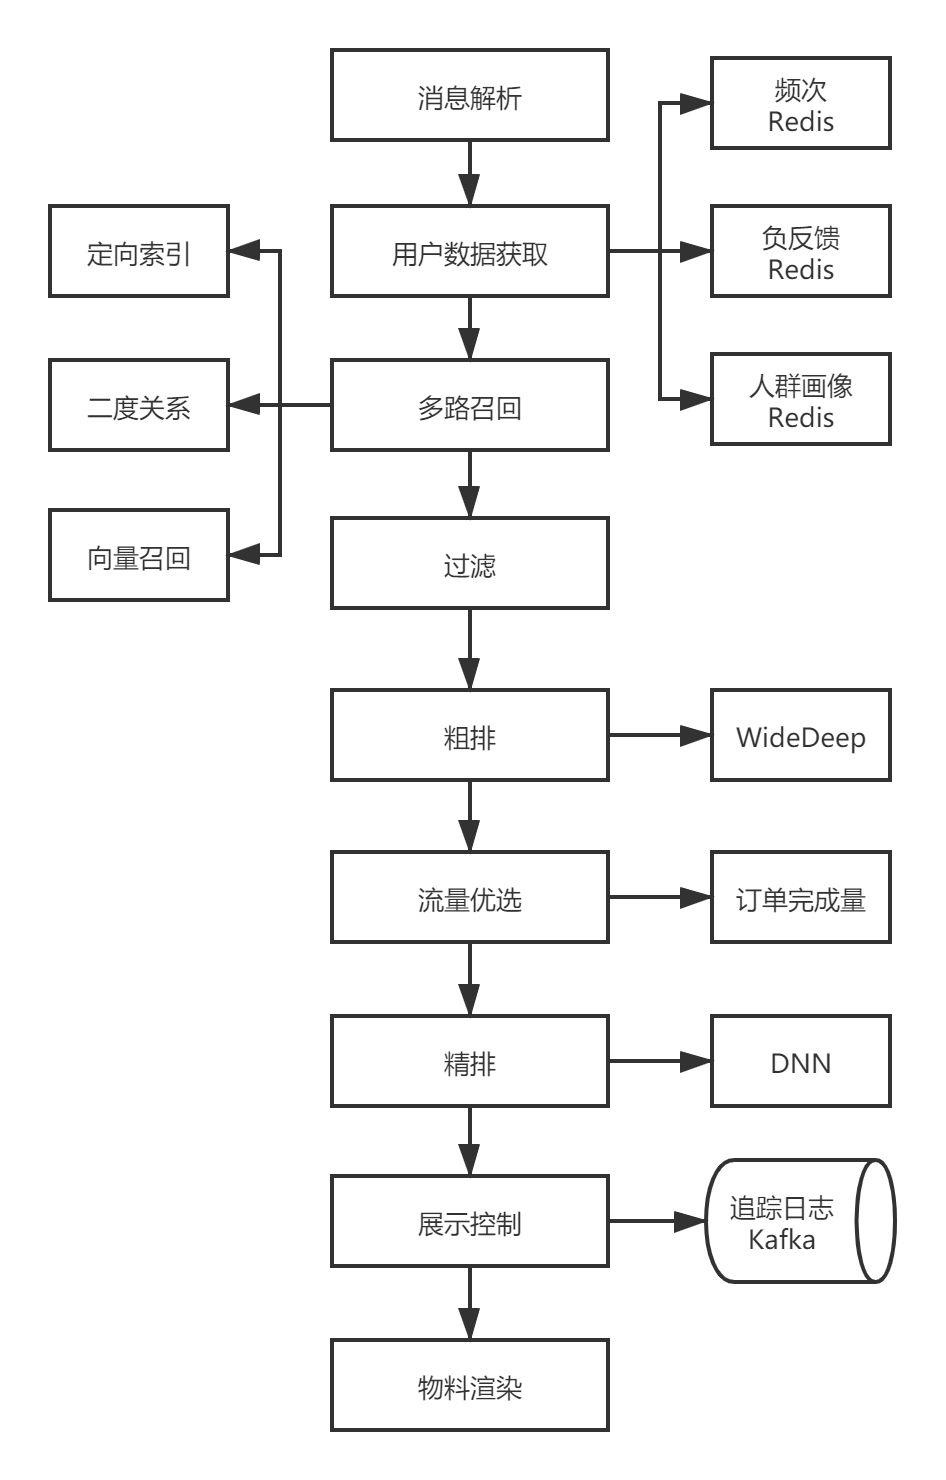 消息解析
频次
Redis
定向索引
用户数据获取
负反馈
Redis
二度关系
多路召回
人群画像
Redis
向量召回
过滤
粗排
WideDeep
流量优选
订单完成量
精排
DNN
展示控制
追踪日志
Kafka
物料渲染